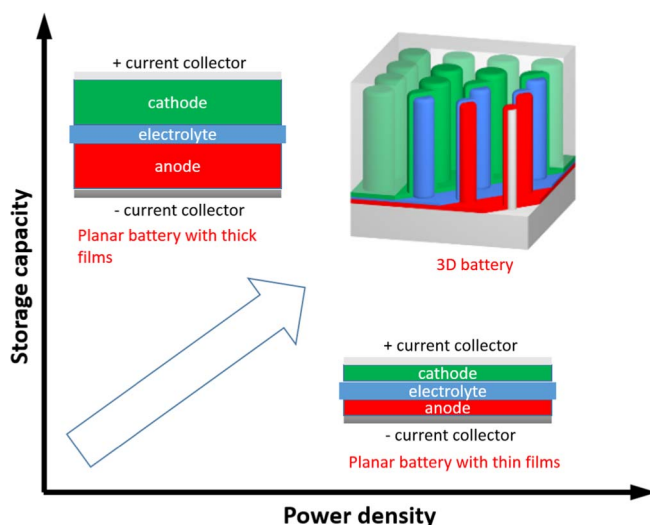 Storage capacity
+ current collector
cathode
electrolyte
anode
- current collector
Planar battery with thick
films
3D battery
+ current collector
cathode
electrolyte
anode
- current collector
Planar battery with thin films
Power density